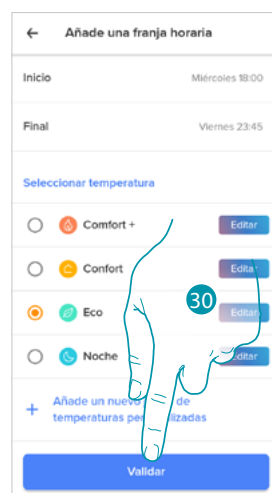 ← Añade una franja horaria
Inicio Miércoles 18:00
Final Viernes 23:45
Seleccionar temperatura
Comfort + Editar
Confort Editar
Eco Editar
30
Noche Editar
+ Añade un nuevo de
temperaturas
Validar